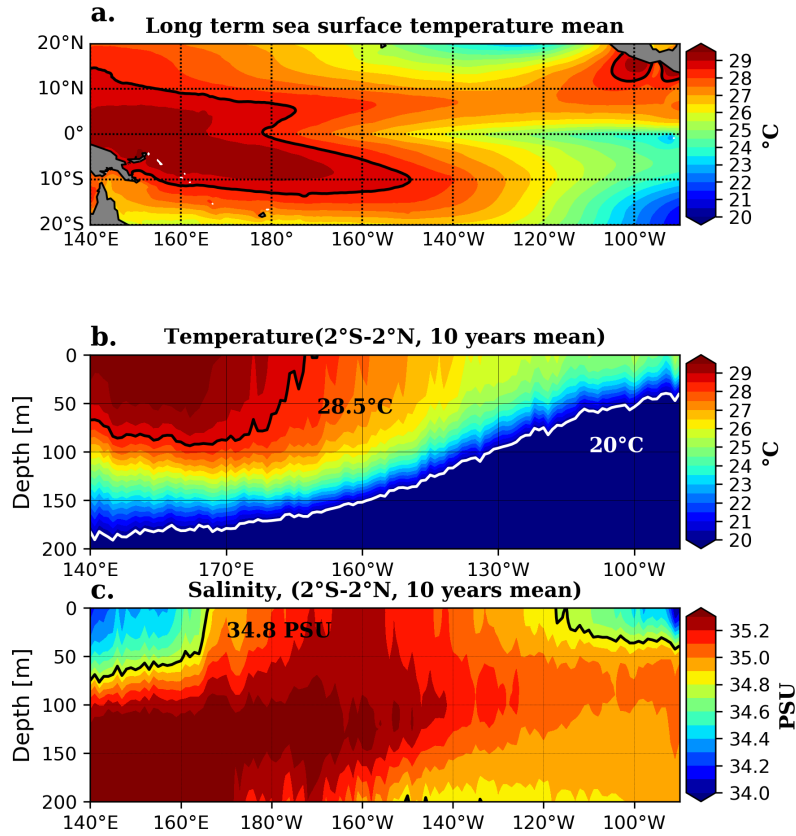 a.
Long term sea surface temperature mean
20°N
10°N
0°
10°S
20°S
140°E 160°E 180° 160°W 140°W 120°W 100°W
29
28
27
26
25
24
23
22
21
20
°C
b.
Temperature(2°S-2°N, 10 years mean)
0
50
100
150
200
Depth [m]
28.5°C
20°C
140°E 170°E 160°W 130°W 100°W
29
28
27
26
25
24
23
22
21
20
°C
c.
Salinity, (2°S-2°N, 10 years mean)
0
50
100
150
200
Depth [m]
34.8 PSU
140°E 160°E 180° 160°W 140°W 120°W 100°W
35.2
35.0
34.8
34.6
34.4
34.2
34.0
PSU